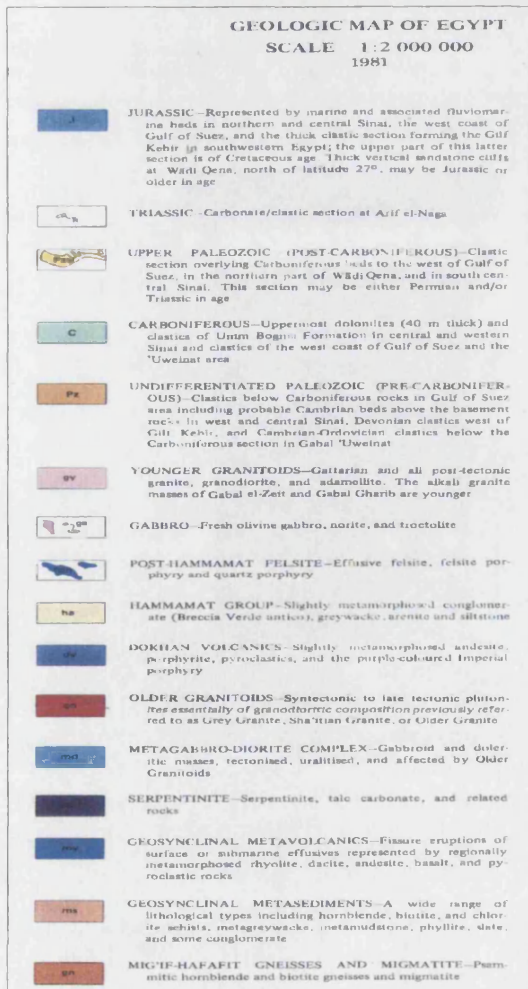 GEOLOGIC MAP OF EGYPT
SCALE 1:2 000 000
1981
J
JURASSIC—Represented by marine and associated fluviomar-
ine beds in northern and central Sinai, the west coast of
Gulf of Suez, and the thick clastic section forming the Gilf
Kebir in southwestern Egypt; the upper part of this latter
section is of Cretaceous age. Thick vertical sandstone cliffs
at Wâdi Qena, north of latitude 27°, may be Jurassic or
older in age
TRIASSIC—Carbonate/clastic section at Arif el-Naga
UPPER PALEOZOIC (POST-CARBONIFEROUS)—Clastic
section overlying Carboniferous beds to the west of Gulf of
Suez, in the northern part of Wâdi Qena, and in south cen-
tral Sinai. This section may be either Permian and/or
Triassic in age
C
CARBONIFEROUS—Uppermost dolomites (40 m thick) and
clastics of Umm Bogma Formation in central and western
Sinai and clastics of the west coast of Gulf of Suez and the
'Uweinat area
Pz
UNDIFFERENTIATED PALEOZOIC (PRE-CARBONIFER-
OUS)—Clastics below Carboniferous rocks in Gulf of Suez
area including probable Cambrian beds above the basement
rocks in west and central Sinai, Devonian clastics west of
Gilf Kebir, and Cambrian-Ordovician clastics below the
Carboniferous section in Gabal 'Uweinat
gy
YOUNGER GRANITOIDS—Gattarian and all post-tectonic
granite, granodiorite, and adamellite. The alkali granite
masses of Gabal el-Zeit and Gabal Gharib are younger
GABBRO—Fresh olivine gabbro, norite, and troctolite
POST-HAMMAMAT FELSITE—Effusive felsite, felsite por-
phyry and quartz porphyry
ha
HAMMAMAT GROUP—Slightly metamorphosed conglomer-
ate (Breccia Verde antico), greywacke, arenite and siltstone
dv
DOKHAN VOLCANICS—Slightly metamorphosed andesite,
porphyrite, pyroclastics, and the purple-coloured Imperial
porphyry
go
OLDER GRANITOIDS—Syntectonic to late tectonic pluton-
ites essentially of granodioritic composition previously refer-
red to as Grey Granite, Sha'itian Granite, or Older Granite
md
METAGABBRO-DIORITE COMPLEX—Gabbroid and doler-
itic masses, tectonised, uralitised, and affected by Older
Granitoids
SERPENTINITE—Serpentinite, talc carbonate, and related
rocks
mv
GEOSYNCLINAL METAVOLCANICS—Fissure eruptions of
surface or submarine effusives represented by regionally
metamorphosed rhyolite, dacite, andesite, basalt, and py-
roclastic rocks
ms
GEOSYNCLINAL METASEDIMENTS—A wide range of
lithological types including hornblende, biotite, and chlor-
ite schists, metagreywacke, metamudstone, phyllite, slate,
and some conglomerate
gn
MIG'IF-HAFAFIT GNEISSES AND MIGMATITE—Psam-
mitic hornblende and biotite gneisses and migmatite